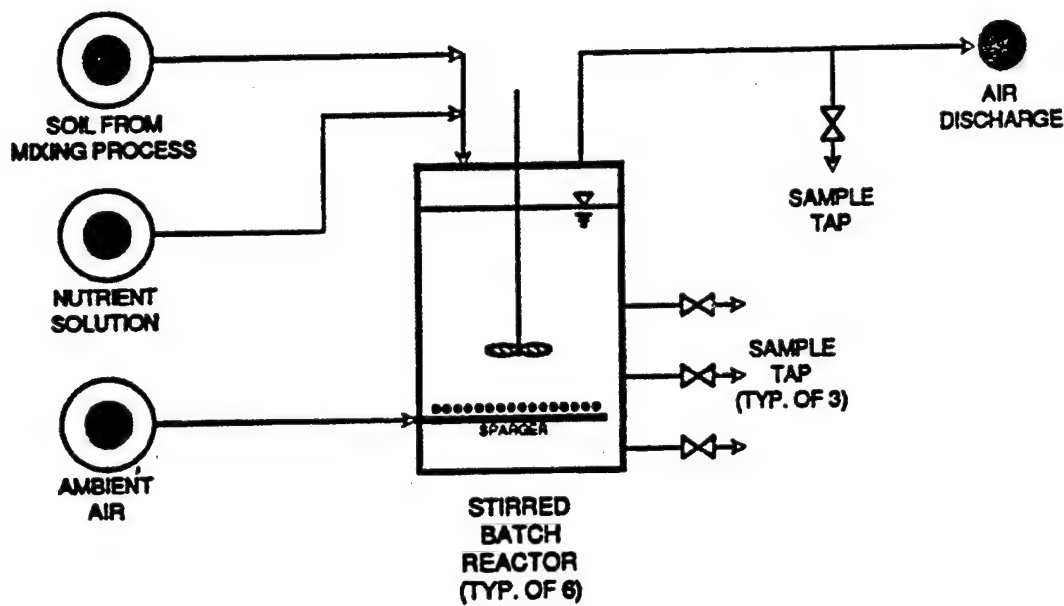 SOIL FROM
MIXING PROCESS
NUTRIENT
SOLUTION
AMBIENT
AIR
SPARGER
STIRRED
BATCH
REACTOR
(TYP. OF 6)
AIR
DISCHARGE
SAMPLE
TAP
SAMPLE
TAP
(TYP. OF 3)